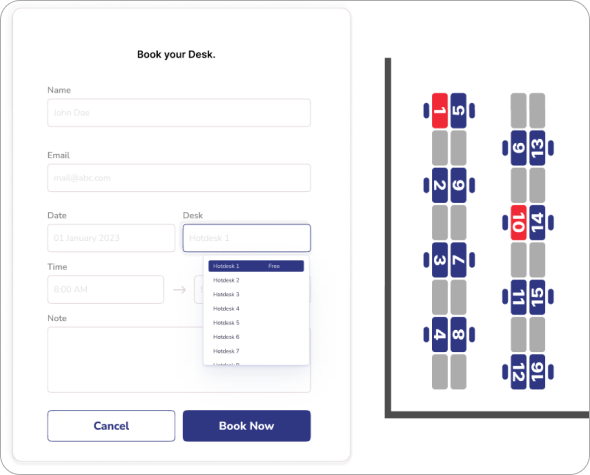 Book your Desk.
Name
John Doe
Email
mail@abc.com
Date
Desk
01 January 2023
Hotdesk 1
Time
8:00 AM
Hotdesk 1 Free
Hotdesk 2
Hotdesk 3
Hotdesk 4
Hotdesk 5
Hotdesk 6
Hotdesk 7
Note
Cancel
Book Now
1 5
2 6
3 7
4 8
9 13
10 14
11 15
12 16